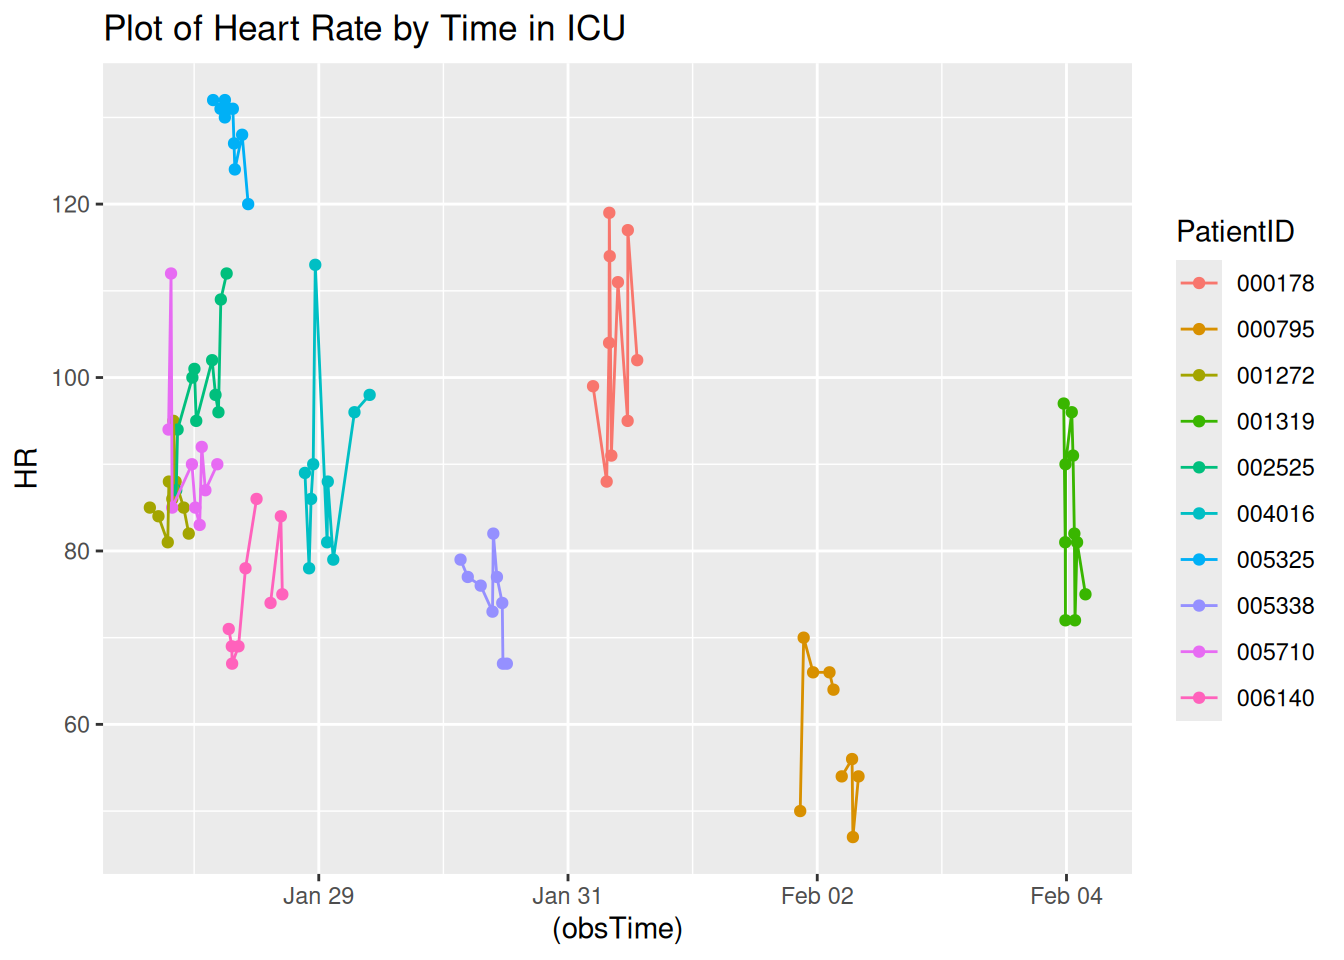 Plot of Heart Rate by Time in ICU
HR
120
100
80
60
Jan 29
Jan 31
Feb 02
Feb 04
(obsTime)
PatientID
000178
000795
001272
001319
002525
004016
005325
005338
005710
006140